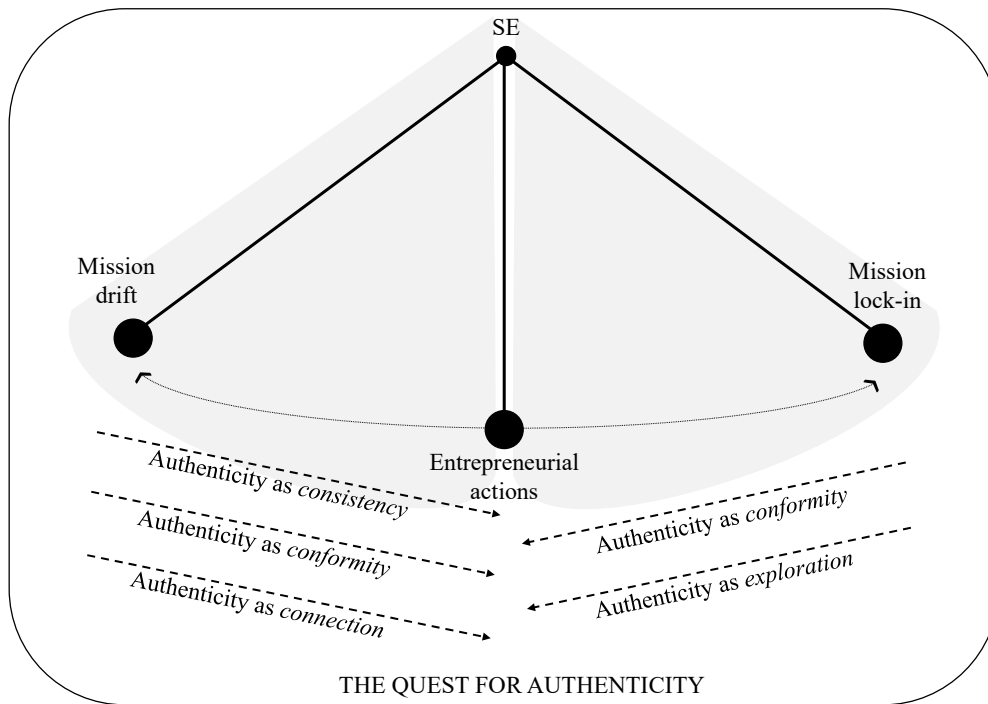 SE
Mission
drift
Mission
lock-in
Entrepreneurial
actions
Authenticity as consistency
Authenticity as conformity
Authenticity as connection
Authenticity as conformity
Authenticity as exploration
THE QUEST FOR AUTHENTICITY